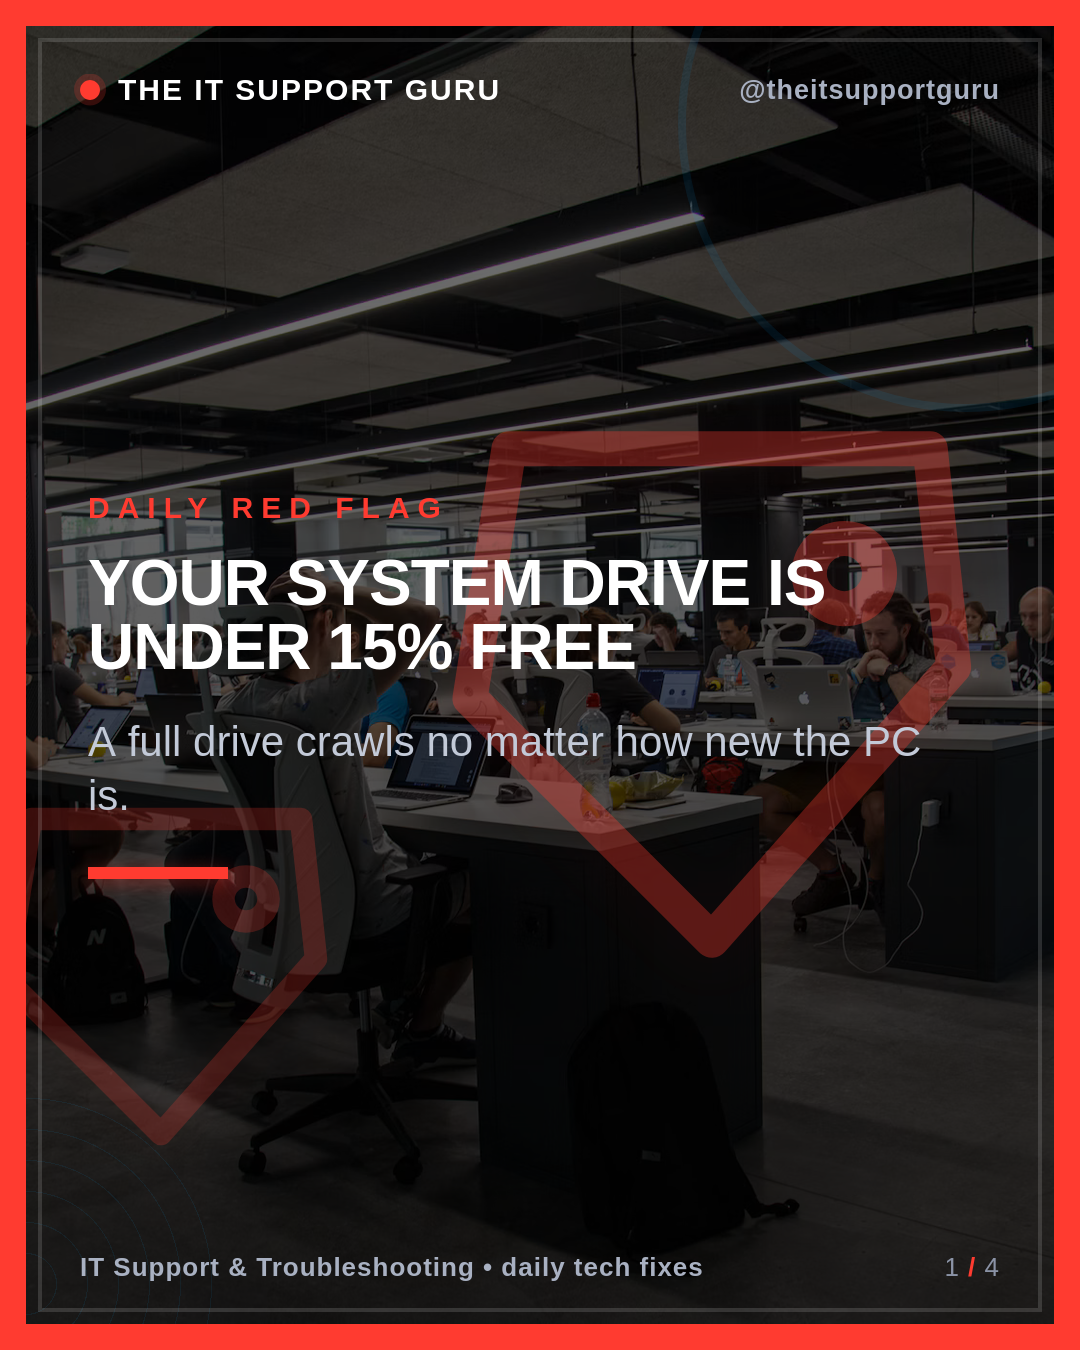 THE IT SUPPORT GURU
@theitsupportguru
DAILY RED FLAG
YOUR SYSTEM DRIVE IS
UNDER 15% FREE
A full drive crawls no matter how new the PC
is.
IT Support & Troubleshooting • daily tech fixes
1 / 4